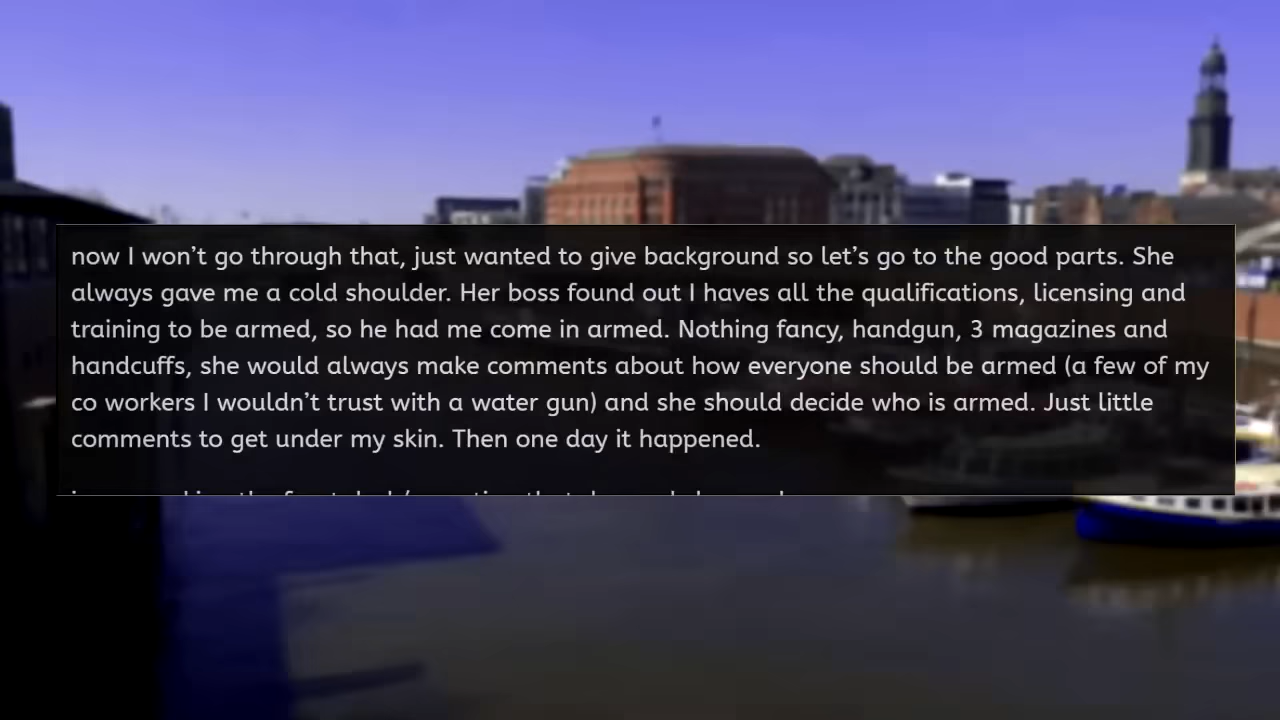 now I won’t go through that, just wanted to give background so let’s go to the good parts. She
always gave me a cold shoulder. Her boss found out I haves all the qualifications, licensing and
training to be armed, so he had me come in armed. Nothing fancy, handgun, 3 magazines and
handcuffs, she would always make comments about how everyone should be armed (a few of my
co workers I wouldn’t trust with a water gun) and she should decide who is armed. Just little
comments to get under my skin. Then one day it happened.